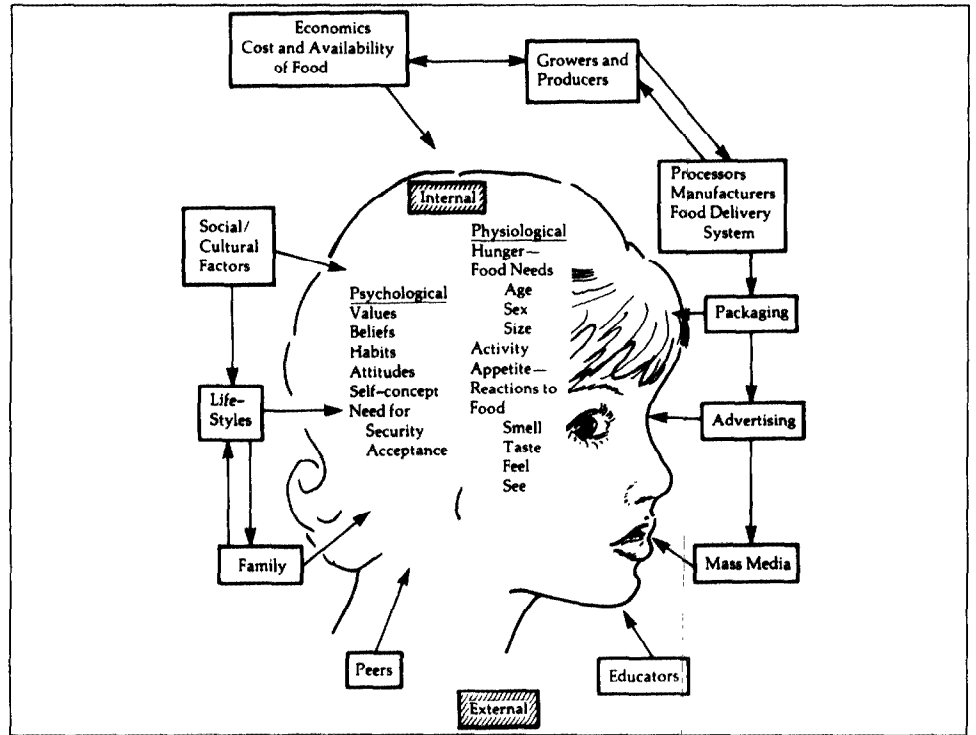 Economics
Cost and Availability
of Food
Growers and
Producers
Processors
Manufacturers
Food Delivery
System
Internal
Social/
Cultural
Factors
Physiological
Hunger—
Food Needs
Age
Sex
Size
Activity
Appetite—
Reactions to
Food
Smell
Taste
Feel
See
Psychological
Values
Beliefs
Habits
Attitudes
Self-concept
Need for
Security
Acceptance
Packaging
Life-
Styles
Advertising
Family
Mass Media
Peers
Educators
External